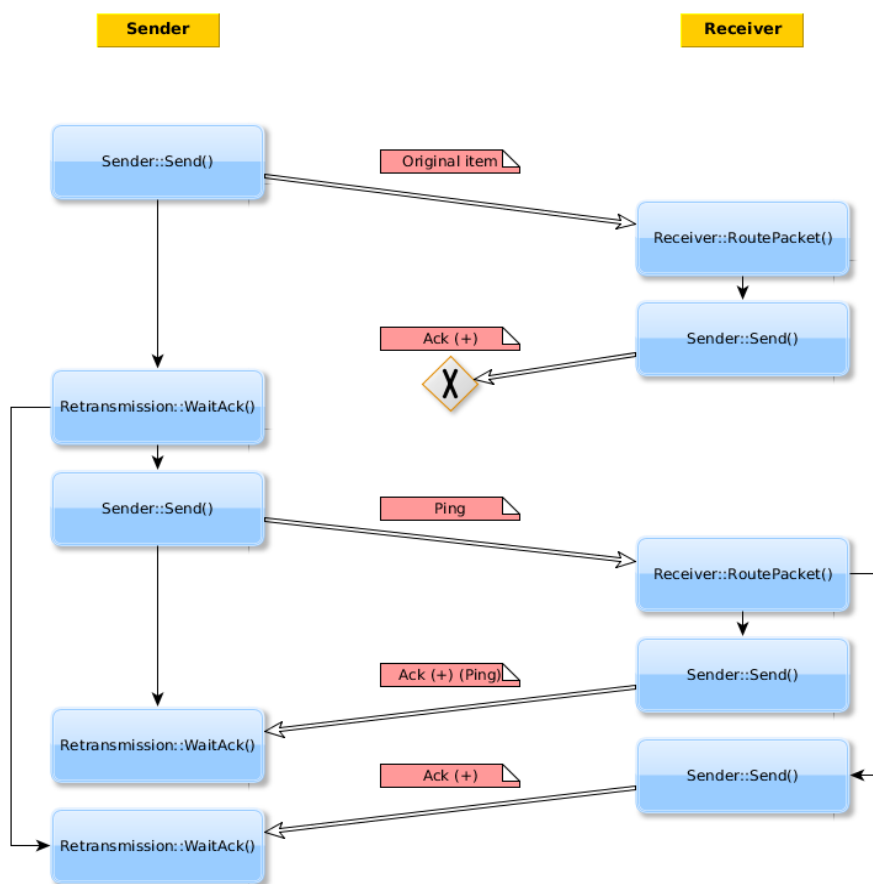 Sender
Receiver
Sender::Send()
Original item
Receiver::RoutePacket()
Ack (+)
Sender::Send()
X
Retransmission::WaitAck()
Sender::Send()
Ping
Receiver::RoutePacket()
Ack (+) (Ping)
Sender::Send()
Retransmission::WaitAck()
Ack (+)
Sender::Send()
Retransmission::WaitAck()